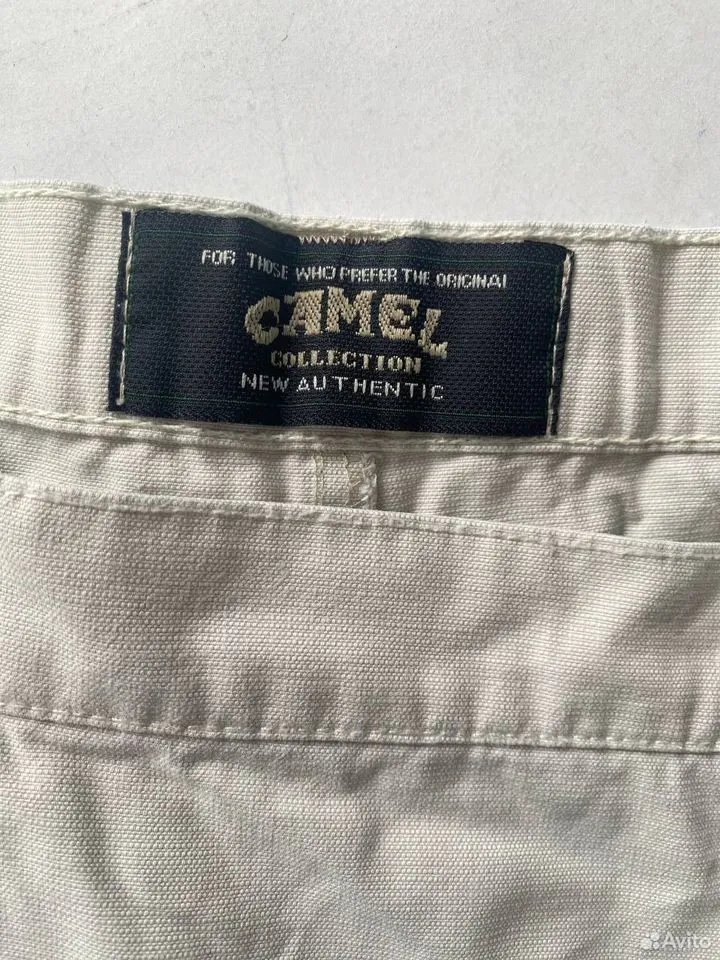 FOR THOSE WHO PREFER THE ORIGINAL
CAMEL
COLLECTION
NEW AUTHENTIC
Avito